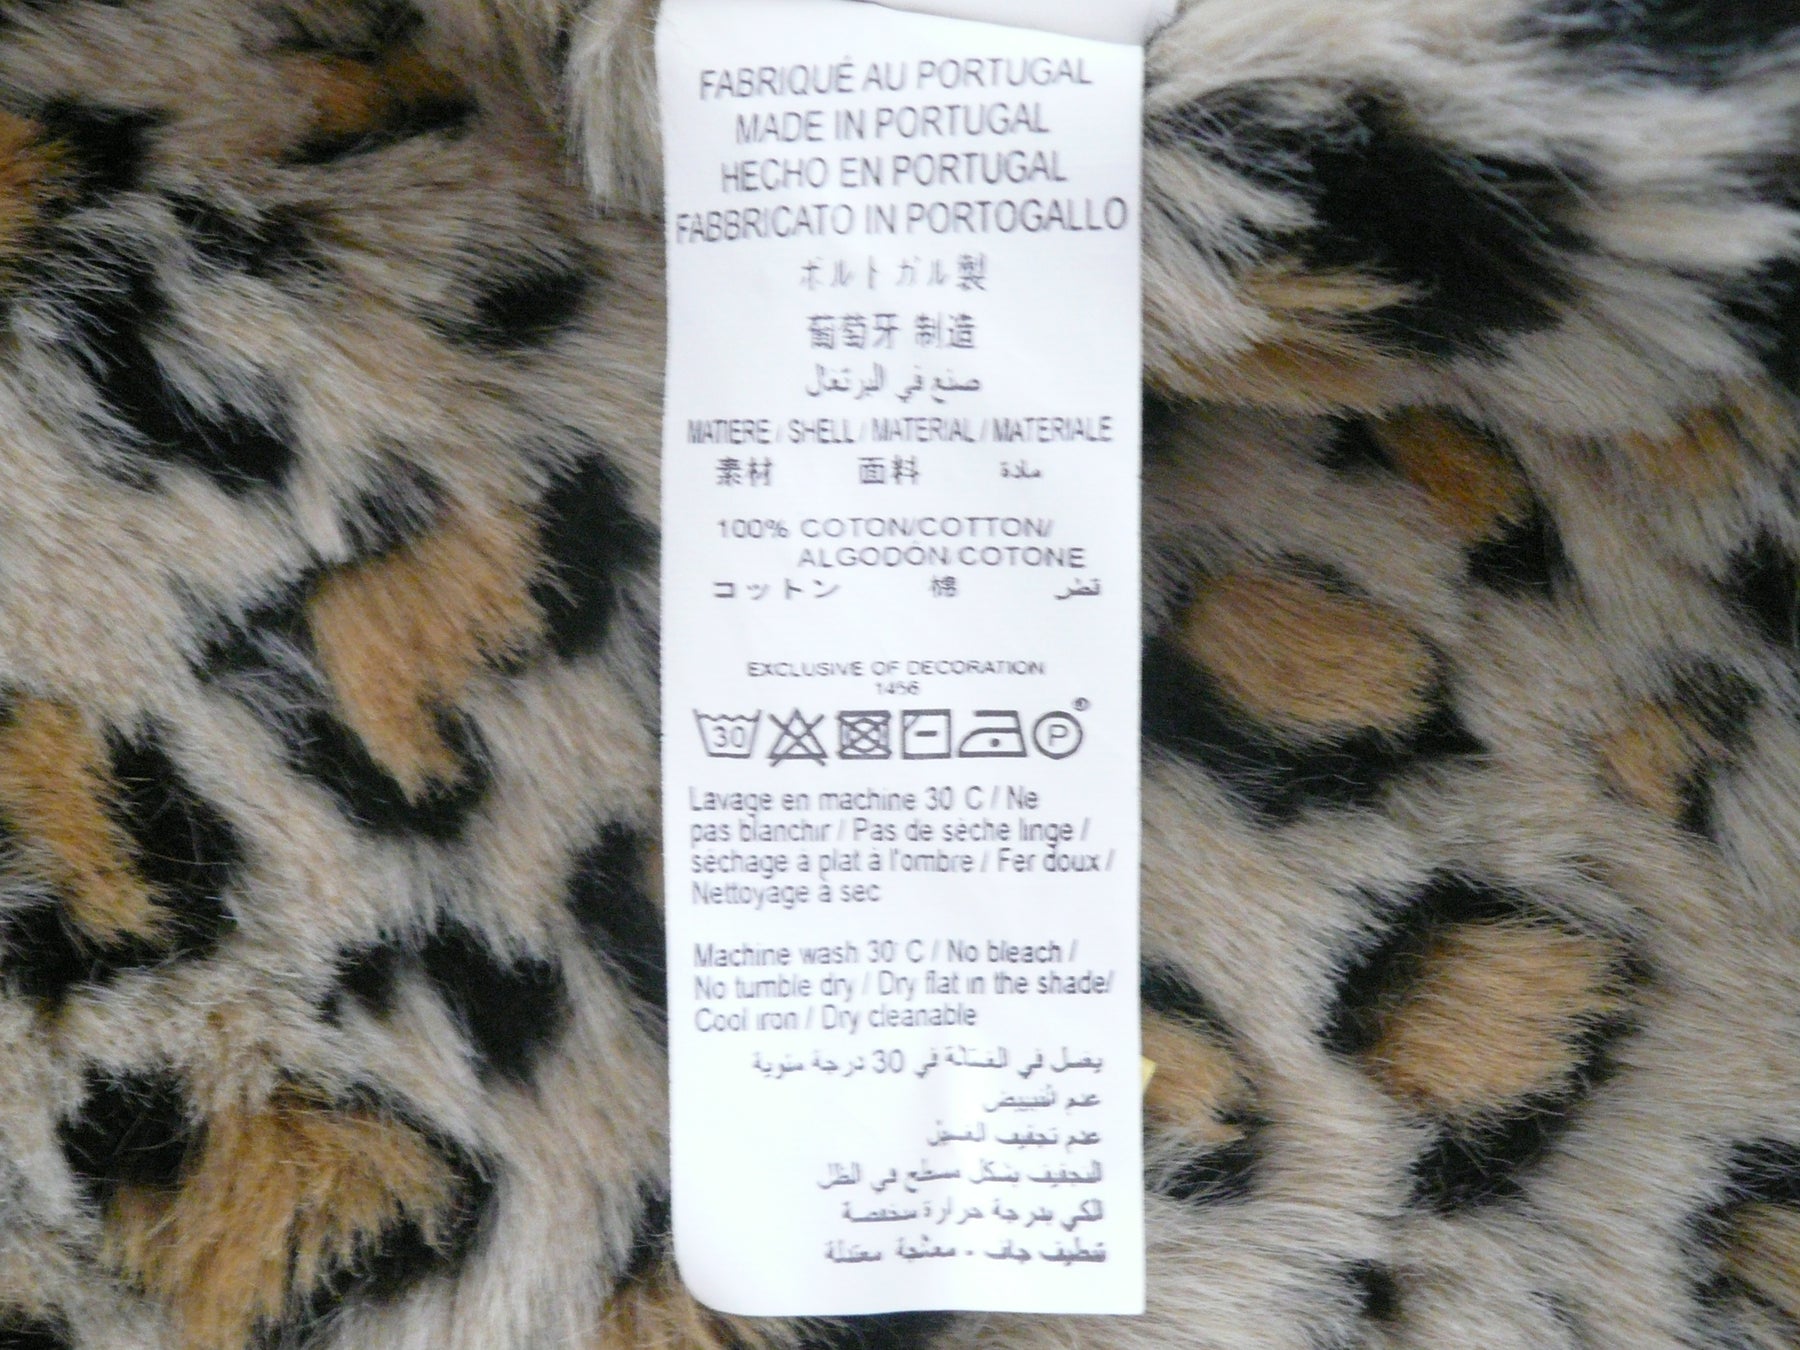 FABRIQUÉ AU PORTUGAL
MADE IN PORTUGAL
HECHO EN PORTUGAL
FABBRICATO IN PORTOGALLO
ポルトガル製
葡萄牙 制造
صنع في البرتغال
MATIERE / SHELL / MATERIAL / MATERIALE
素材 面料 مادة
100% COTON/COTTON/
ALGODÓN/COTONE
コットン 棉 قطن
EXCLUSIVE OF DECORATION
1456
30 P
Lavage en machine 30 C / Ne
pas blanchir / Pas de sèche linge /
séchage à plat à l'ombre / Fer doux /
Nettoyage à sec
Machine wash 30 C / No bleach /
No tumble dry / Dry flat in the shade/
Cool iron / Dry cleanable
يغسل في الغسالة في 30 درجة مئوية
عدم التبييض
عدم تجفيف الغسيل
التجفيف بشكل مسطح في الظل
الكي بدرجة حرارة منخفضة
تنظيف جاف - معالجة معتدلة